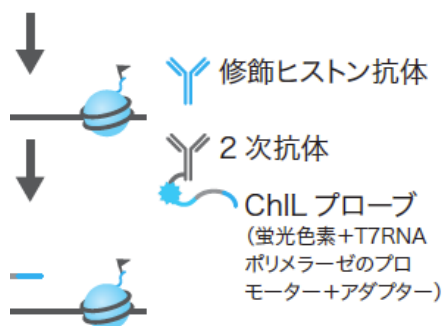 修飾ヒストン抗体
2次抗体
ChIL プローブ
（蛍光色素＋T7RNA
ポリメラーゼのプロ
モーター＋アダプター）